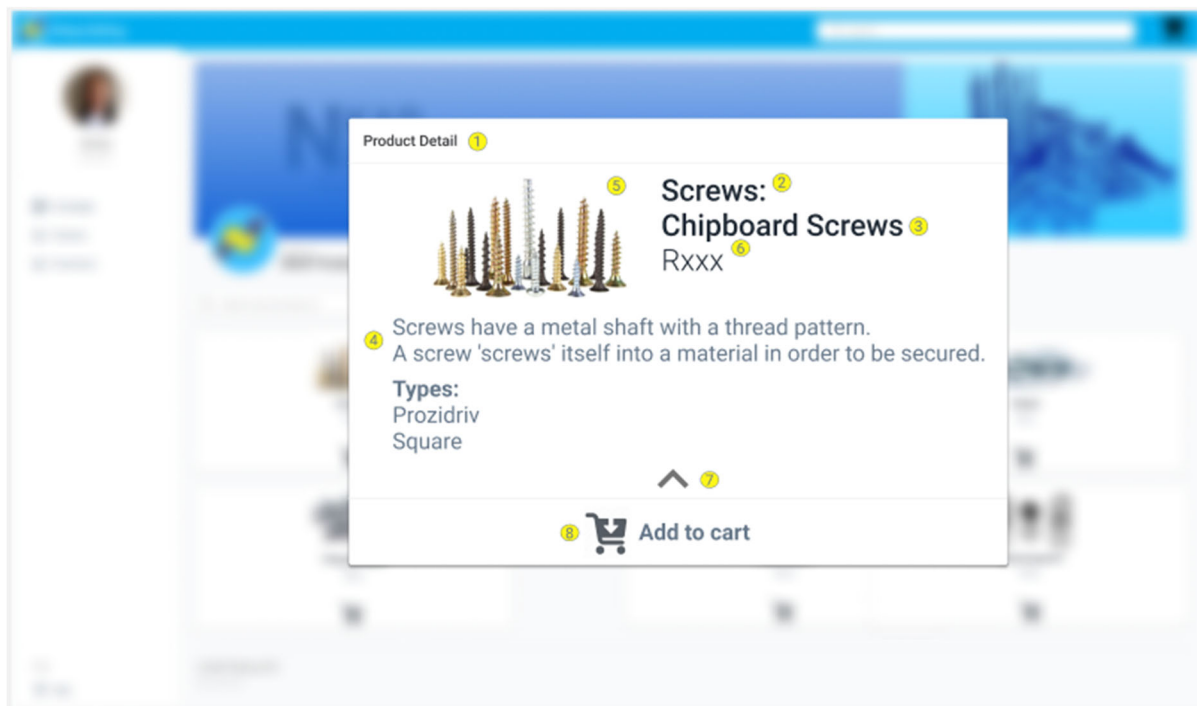 Product Detail 1
5
Screws: 2
Chipboard Screws 3
Rxxx 6
4
Screws have a metal shaft with a thread pattern.
A screw 'screws' itself into a material in order to be secured.
Types:
Prozidriv
Square
7
8 Add to cart